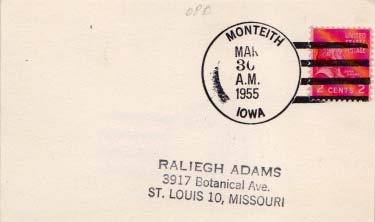 OPD
MONTEITH
MAR
30
A.M.
1955
IOWA
UNITED
STATES
POSTAGE
2 CENTS 2
RALIEGH ADAMS
3917 Botanical Ave.
ST. LOUIS 10, MISSOURI